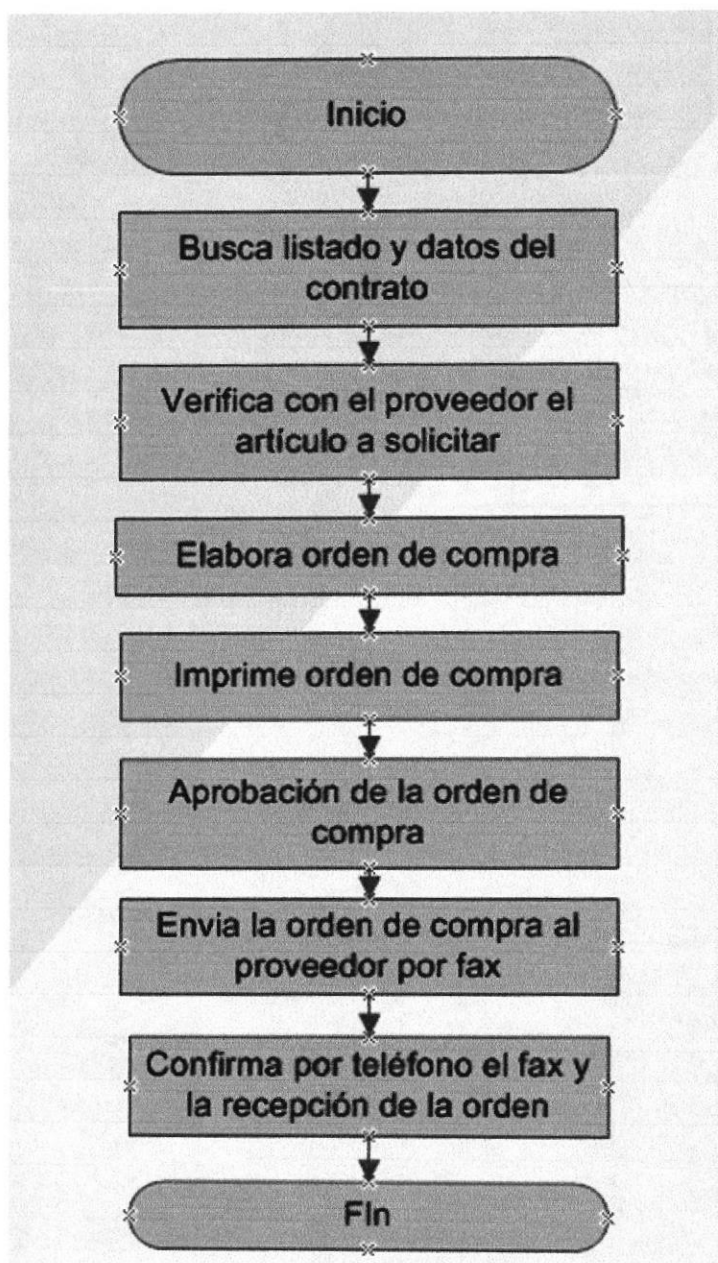 Inicio
Busca listado y datos del
contrato
Verifica con el proveedor el
artículo a solicitar
Elabora orden de compra
Imprime orden de compra
Aprobación de la orden de
compra
Envia la orden de compra al
proveedor por fax
Confirma por teléfono el fax y
la recepción de la orden
FIn